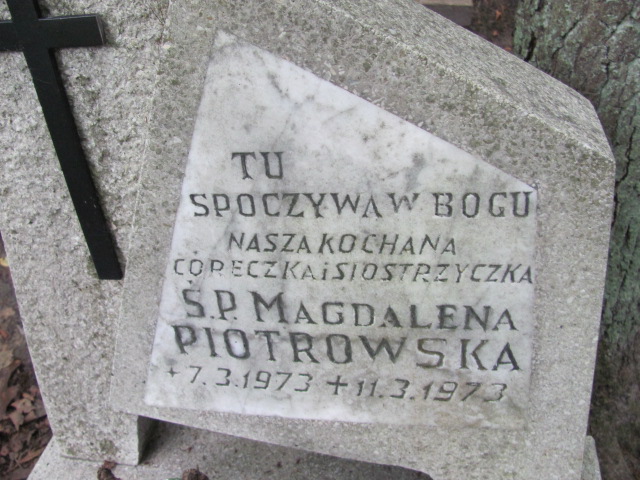 TU
SPOCZYWA W BOGU
NASZA KOCHANA
CÓRECZKA i SIOSTRZYCZKA
Ś.P. MAGDALENA
PIOTROWSKA
+ 7.3.1973 + 11.3.1973